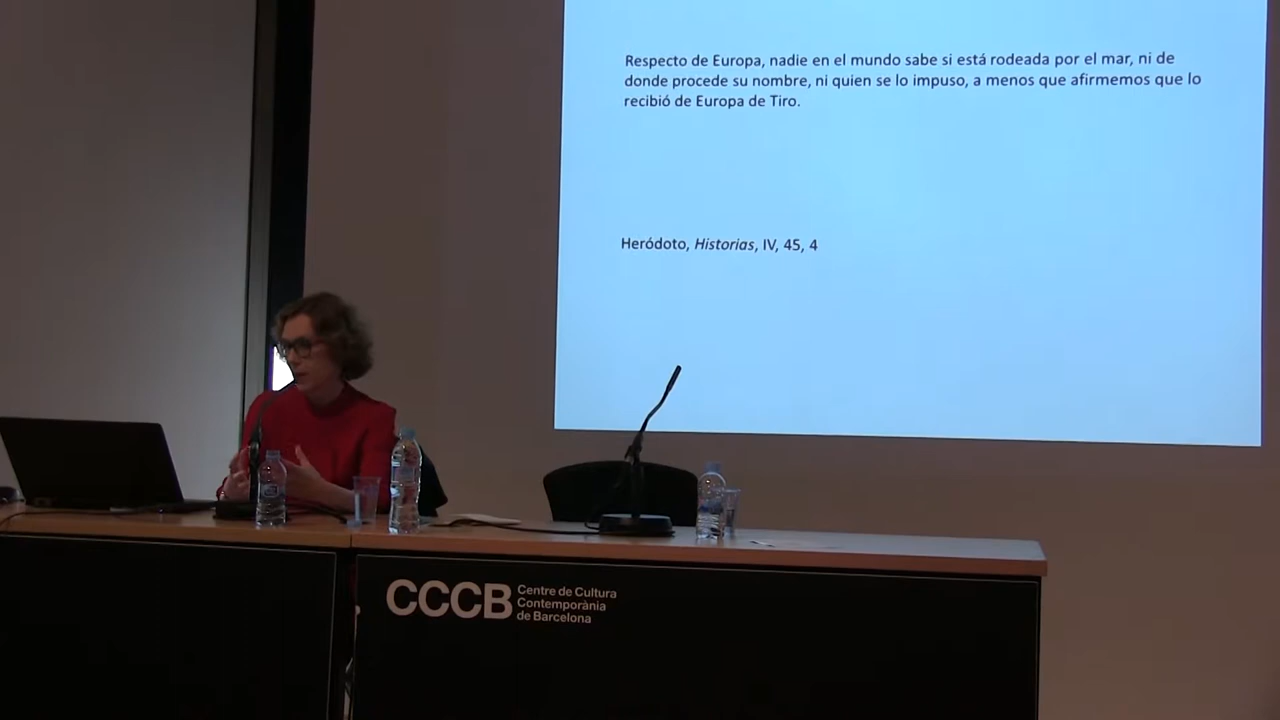 Respecto de Europa, nadie en el mundo sabe si está rodeada por el mar, ni de
donde procede su nombre, ni quien se lo impuso, a menos que afirmemos que lo
recibió de Europa de Tiro.
Heródoto, Historias, IV, 45, 4
CCCB
Centre de Cultura
Contemporània
de Barcelona